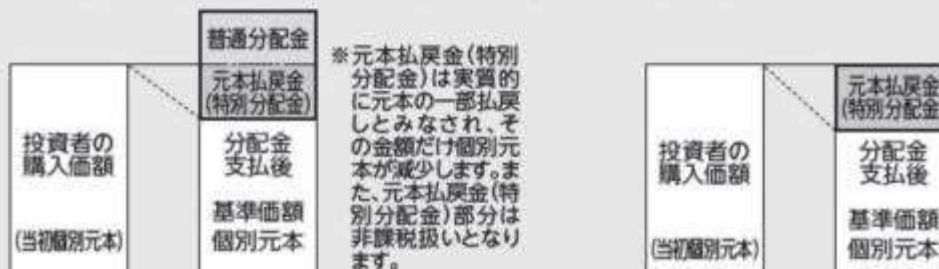 普通分配金
元本払戻金
(特別分配金)
投資者の
購入価額
(当初個別元本)
分配金
支払後
基準価額
個別元本
※元本払戻金(特別
分配金)は実質的
に元本の一部払戻
しとみなされ、そ
の金額だけ個別元
本が減少します。ま
た、元本払戻金(特
別分配金)部分は
非課税扱いとなり
ます。
投資者の
購入価額
(当初個別元本)
元本払戻金
(特別分配金
分配金
支払後
基準価額
個別元本